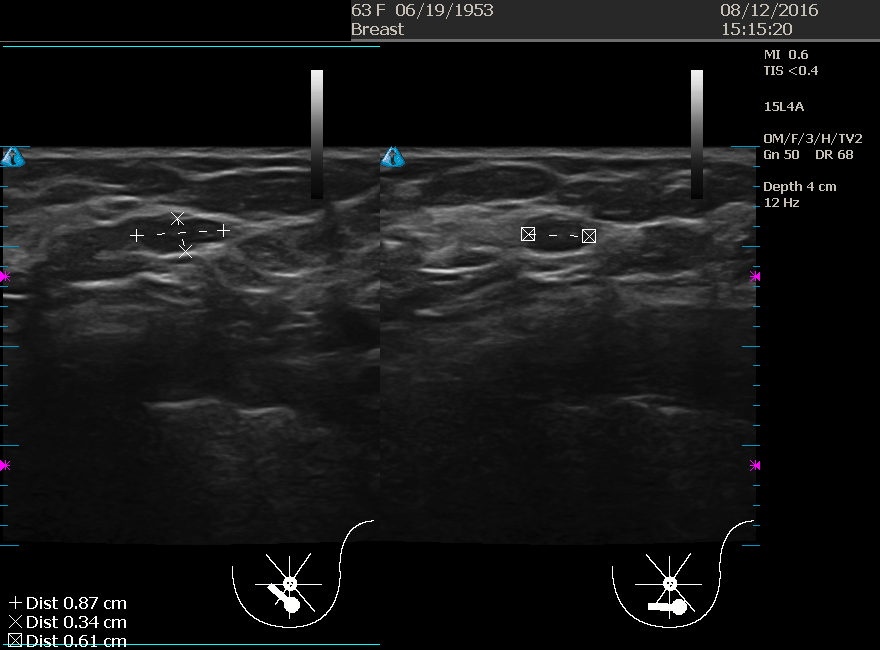 63 F 06/19/1953 08/12/2016
Breast 15:15:20
MI 0.6
TIS <0.4
15L4A
OM/F/3/H/TV2
Gn 50 DR 68
Depth 4 cm
12 Hz
Dist 0.87 cm
Dist 0.34 cm
Dist 0.61 cm